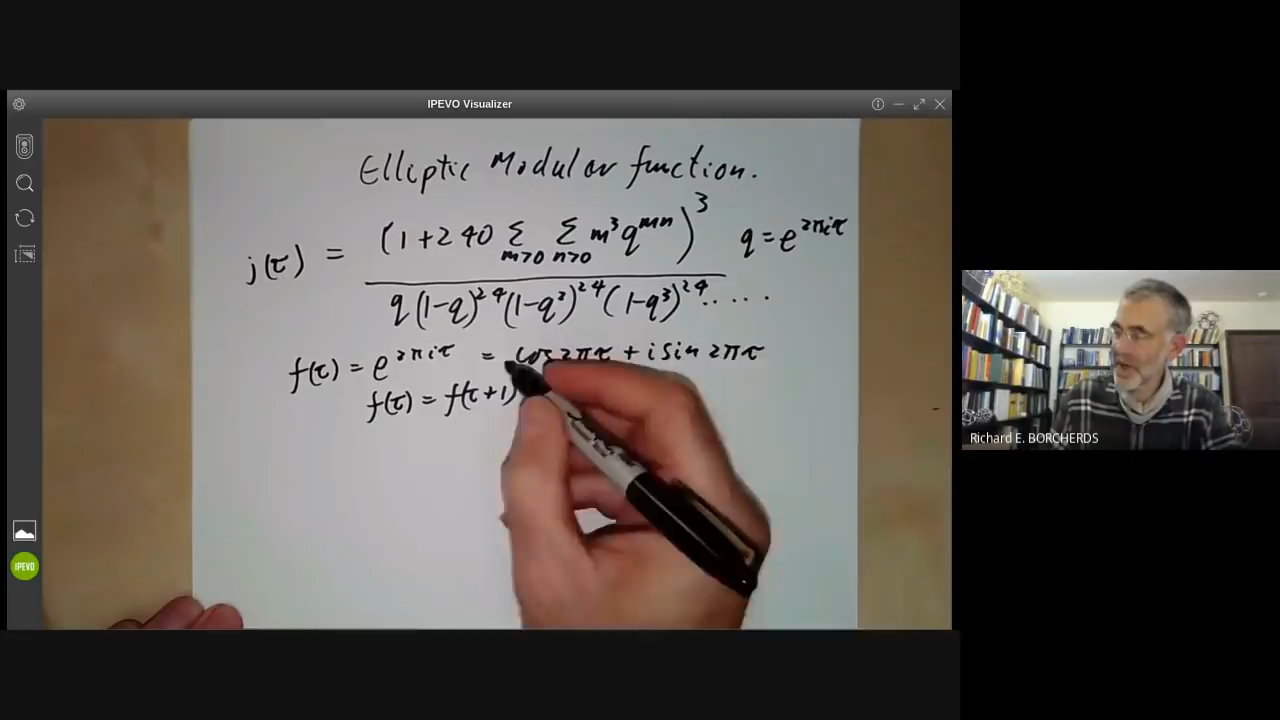 IPEVO Visualizer
Elliptic Modular function.
j(τ) = (1+240 Σ_{m>0} Σ_{n>0} m³q^{mn})³ / q(1-q)²⁴(1-q²)²⁴(1-q³)²⁴..... q = e^{2πiτ}
f(τ) = e^{2πiτ} = cos 2πτ + i sin 2πτ
f(τ) = f(τ+1)
Richard E. BORCHERDS
IPEVO